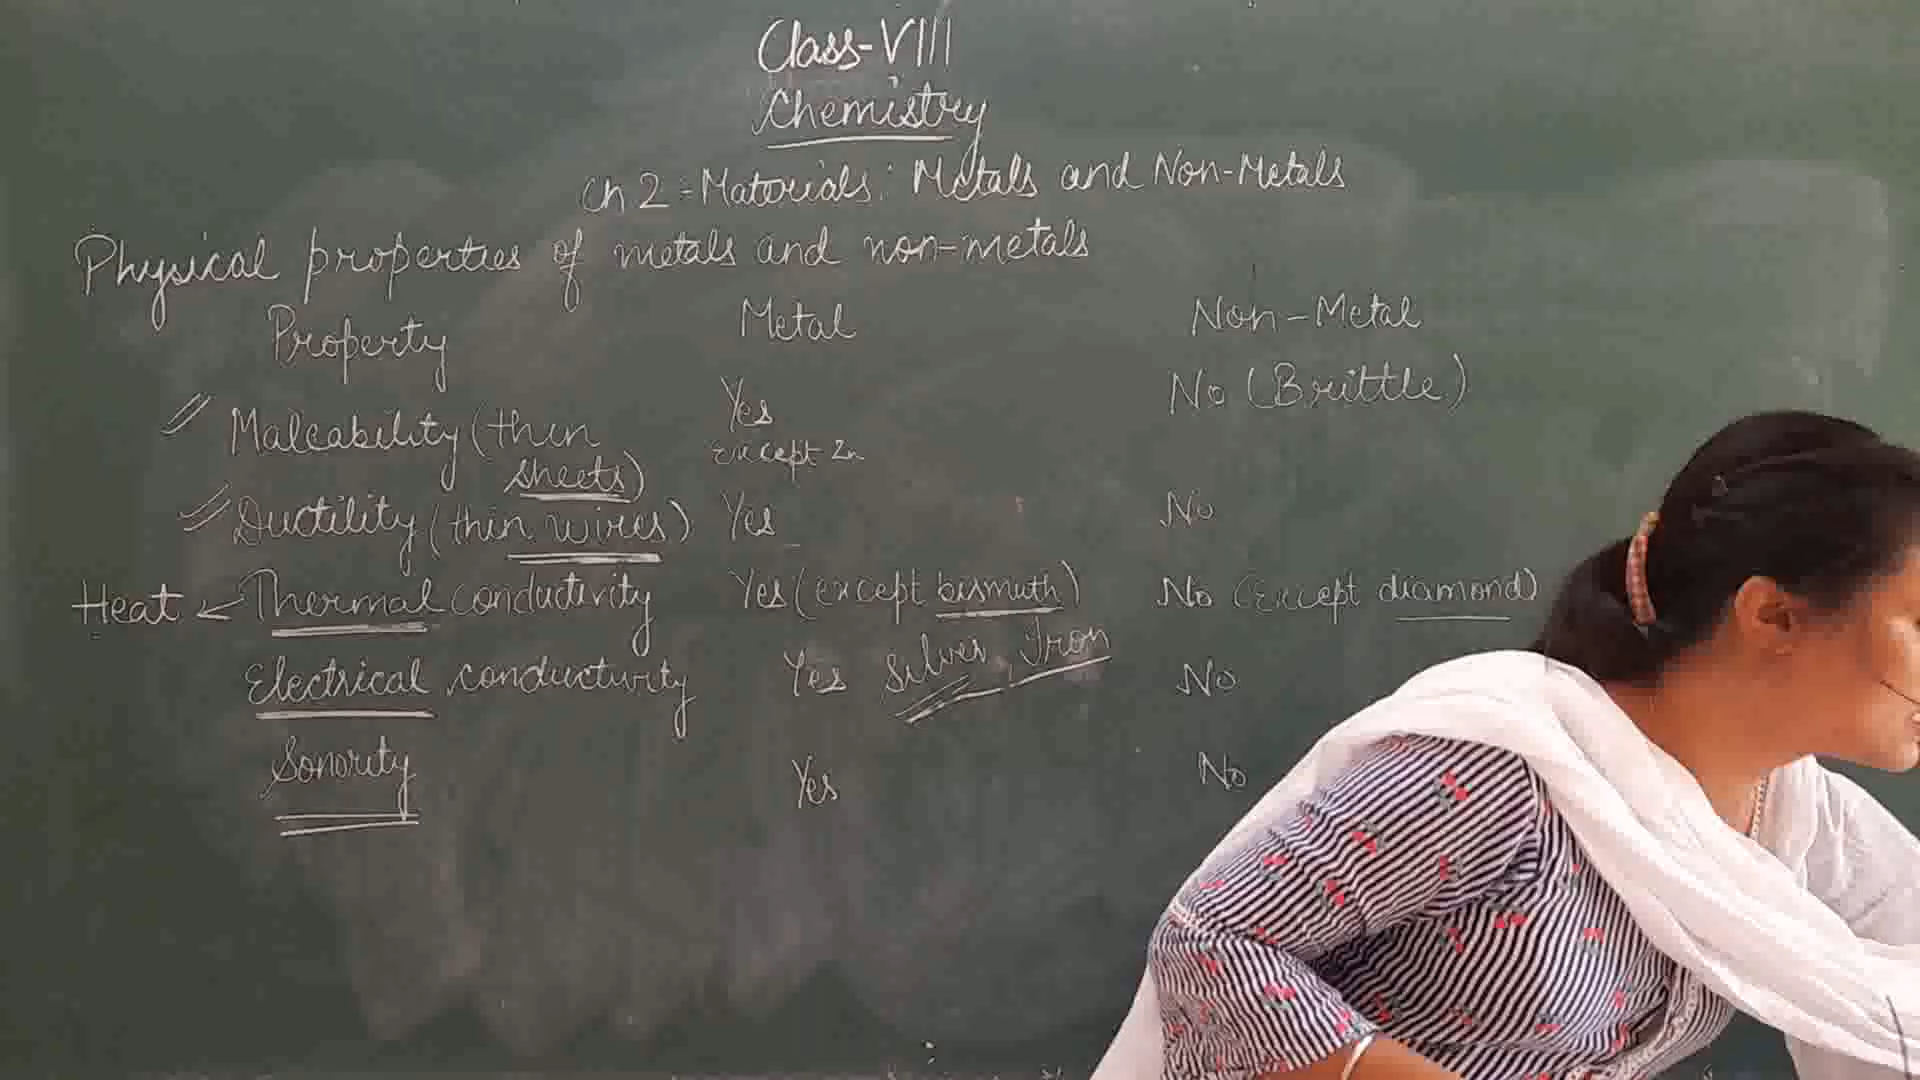 Class-VIII
Chemistry
Ch 2 - Materials: Metals and Non-Metals
Physical properties of metals and non-metals
Property Metal Non-Metal
Malleability (thin sheets) Yes except Zn No (Brittle)
Ductility (thin wires) Yes No
Heat < Thermal conductivity Yes (except bismuth) No (Except diamond)
Electrical conductivity Yes Silver, Iron No
Sonority Yes No